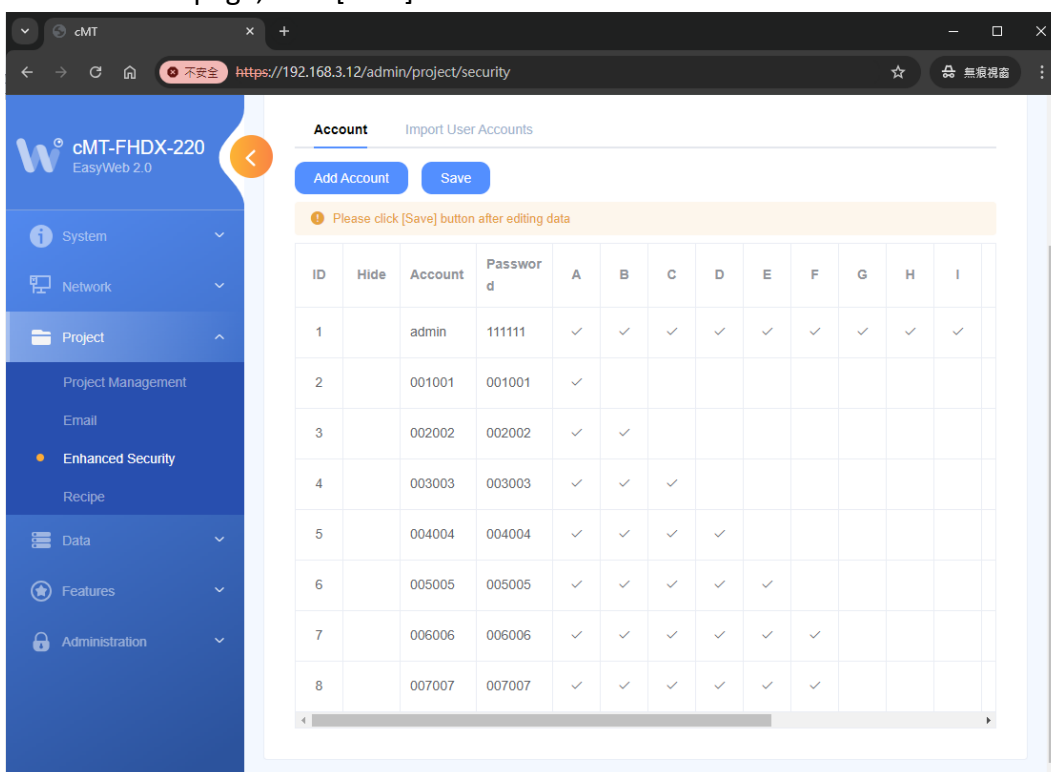 cMT
不安全 https://192.168.3.12/admin/project/security 無痕視窗
cMT-FHDX-220
EasyWeb 2.0
System
Network
Project
Project Management
Email
Enhanced Security
Recipe
Data
Features
Administration
Account Import User Accounts
Add Account Save
Please click [Save] button after editing data
ID Hide Account Passwor
d A B C D E F G H I
1 admin 111111 ✓ ✓ ✓ ✓ ✓ ✓ ✓ ✓ ✓
2 001001 001001 ✓
3 002002 002002 ✓ ✓
4 003003 003003 ✓ ✓ ✓
5 004004 004004 ✓ ✓ ✓ ✓
6 005005 005005 ✓ ✓ ✓ ✓ ✓
7 006006 006006 ✓ ✓ ✓ ✓ ✓ ✓
8 007007 007007 ✓ ✓ ✓ ✓ ✓ ✓